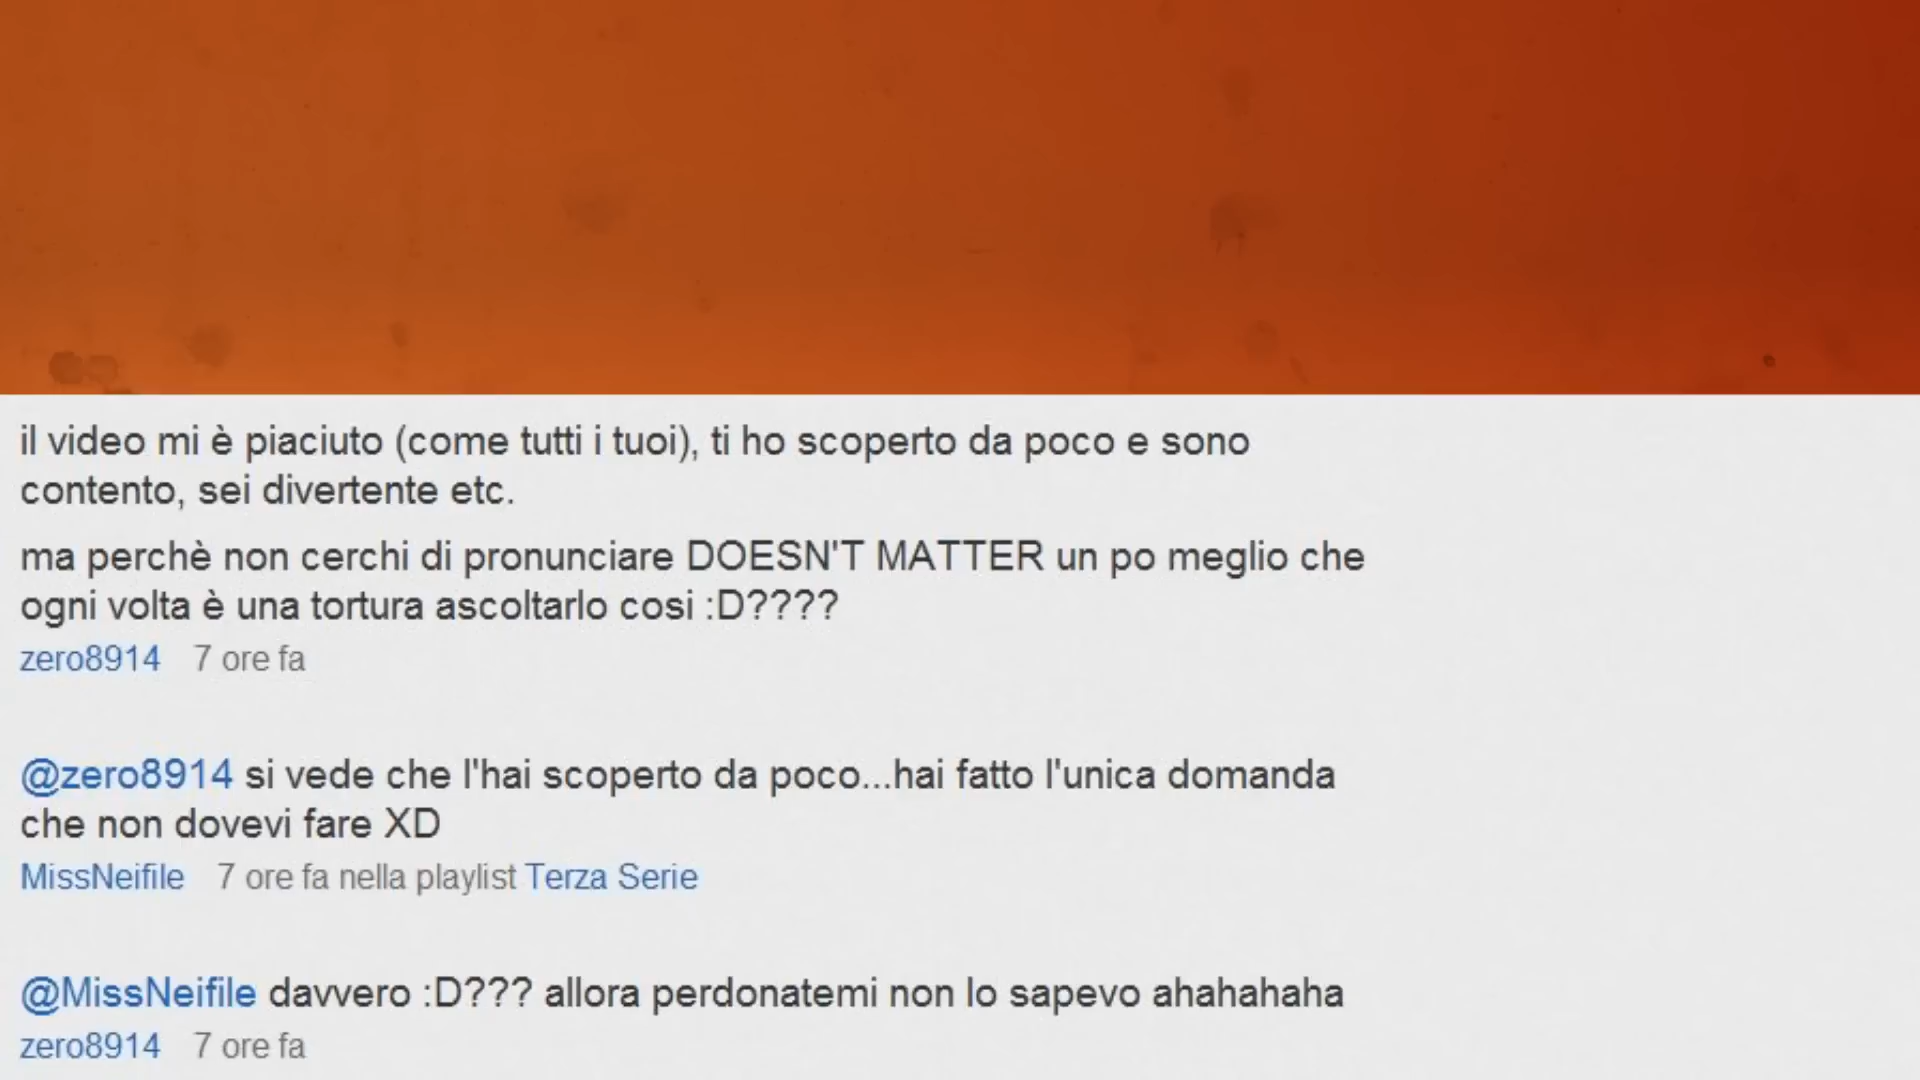 il video mi è piaciuto (come tutti i tuoi), ti ho scoperto da poco e sono
contento, sei divertente etc.
ma perchè non cerchi di pronunciare DOESN'T MATTER un po meglio che
ogni volta è una tortura ascoltarlo cosi :D????
zero8914 7 ore fa
@zero8914 si vede che l'hai scoperto da poco...hai fatto l'unica domanda
che non dovevi fare XD
MissNeifile 7 ore fa nella playlist Terza Serie
@MissNeifile davvero :D??? allora perdonatemi non lo sapevo ahahahaha
zero8914 7 ore fa